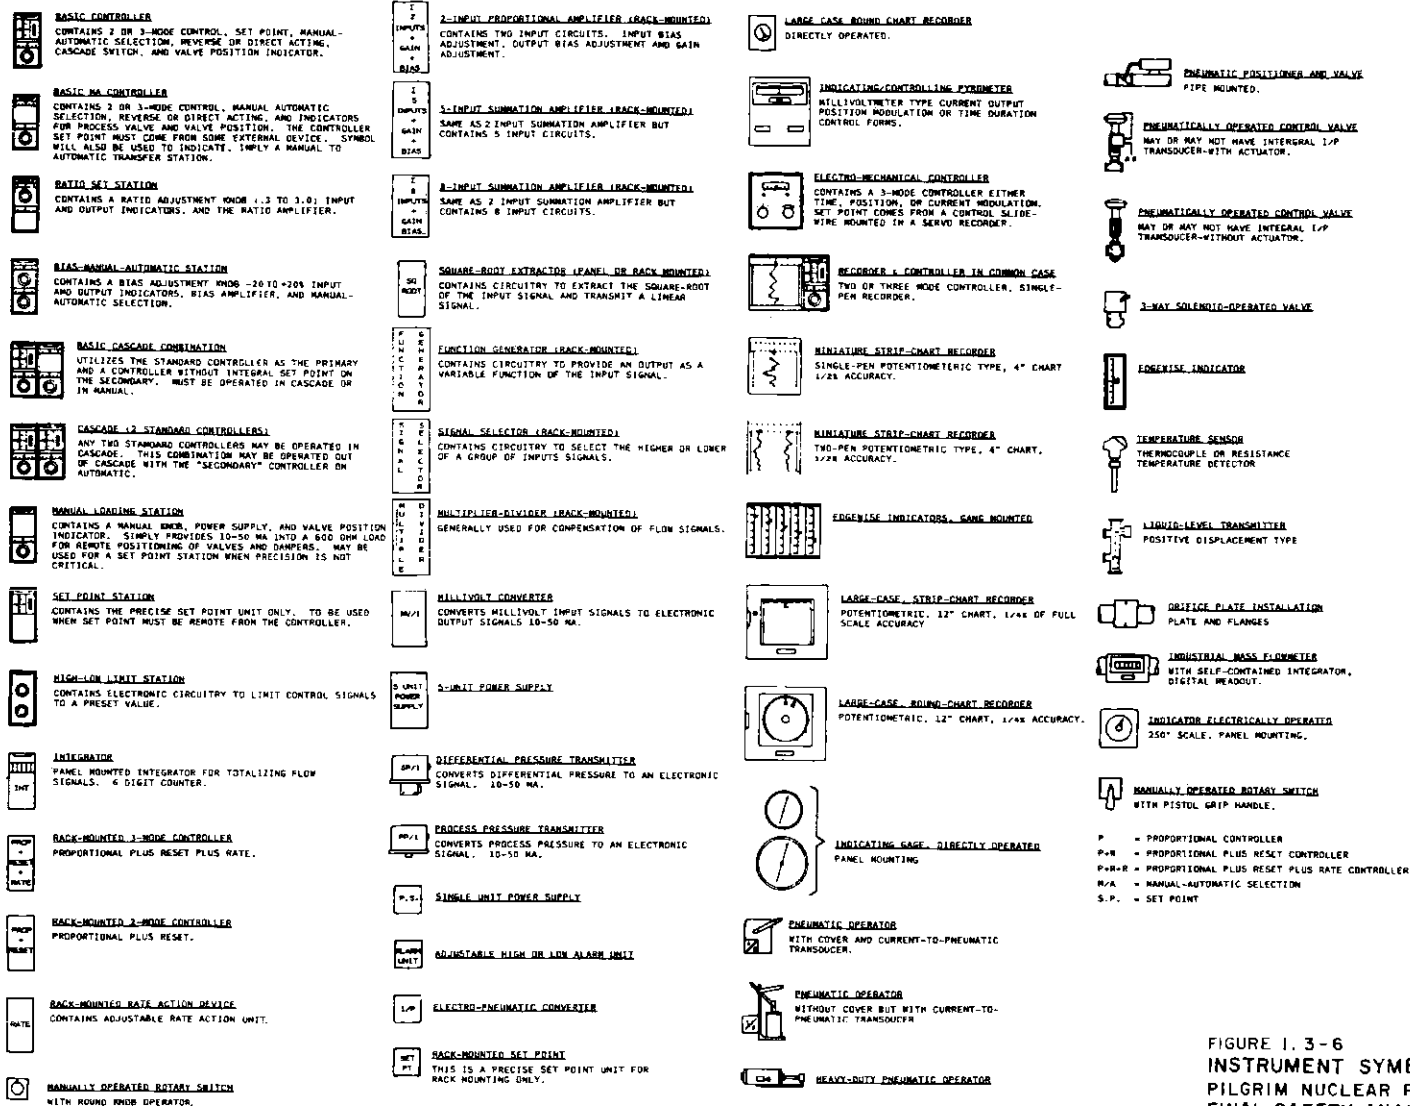 BASIC CONTROLLER
CONTAINS 2 OR 3-MODE CONTROL, SET POINT, MANUAL-
AUTOMATIC SELECTION, REVERSE OR DIRECT ACTING,
CASCADE SWITCH, AND VALVE POSITION INDICATOR.
BASIC MA CONTROLLER
CONTAINS 2 OR 3-MODE CONTROL, MANUAL AUTOMATIC
SELECTION, REVERSE OR DIRECT ACTING, AND INDICATORS
FOR PROCESS VALVE AND VALVE POSITION. THE CONTROLLER
SET POINT MUST COME FROM SOME EXTERNAL DEVICE. SYMBOL
WILL ALSO BE USED TO INDICATE, IMPLY A MANUAL TO
AUTOMATIC TRANSFER STATION.
RATIO SET STATION
CONTAINS A RATIO ADJUSTMENT KNOB (.3 TO 3.0) INPUT
AND OUTPUT INDICATORS, AND THE RATIO AMPLIFIER.
BIAS-MANUAL-AUTOMATIC STATION
CONTAINS A BIAS ADJUSTMENT KNOB -20 TO +20% INPUT
AND OUTPUT INDICATORS, BIAS AMPLIFIER, AND MANUAL-
AUTOMATIC SELECTION.
BASIC CASCADE COMBINATION
UTILIZES THE STANDARD CONTROLLER AS THE PRIMARY
AND A CONTROLLER WITHOUT INTEGRAL SET POINT ON
THE SECONDARY. MUST BE OPERATED IN CASCADE OR
IN MANUAL.
CASCADE (2 STANDARD CONTROLLERS)
ANY TWO STANDARD CONTROLLERS MAY BE OPERATED IN
CASCADE. THIS COMBINATION MAY BE OPERATED OUT
OF CASCADE WITH THE "SECONDARY" CONTROLLER ON
AUTOMATIC.
MANUAL LOADING STATION
CONTAINS A MANUAL KNOB, POWER SUPPLY, AND VALVE POSITION
INDICATOR. SIMPLY PROVIDES 10-50 MA INTO A 600 OHM LOAD
FOR REMOTE POSITIONING OF VALVES AND DAMPERS. MAY BE
USED FOR A SET POINT STATION WHEN PRECISION IS NOT
CRITICAL.
SET POINT STATION
CONTAINS THE PRECISE SET POINT UNIT ONLY. TO BE USED
WHEN SET POINT MUST BE REMOTE FROM THE CONTROLLER.
HIGH-LOW LIMIT STATION
CONTAINS ELECTRONIC CIRCUITRY TO LIMIT CONTROL SIGNALS
TO A PRESET VALUE.
INT
INTEGRATOR
PANEL MOUNTED INTEGRATOR FOR TOTALIZING FLOW
SIGNALS. 6 DIGIT COUNTER.
PROP
+
RESET
+
RATE
RACK-MOUNTED 3-MODE CONTROLLER
PROPORTIONAL PLUS RESET PLUS RATE.
PROP
+
RESET
RACK-MOUNTED 2-MODE CONTROLLER
PROPORTIONAL PLUS RESET.
RATE
RACK-MOUNTED RATE ACTION DEVICE
CONTAINS ADJUSTABLE RATE ACTION UNIT.
MANUALLY OPERATED ROTARY SWITCH
WITH ROUND KNOB OPERATOR.
2
INPUTS
+
GAIN
+
BIAS
2-INPUT PROPORTIONAL AMPLIFIER (RACK-MOUNTED)
CONTAINS TWO INPUT CIRCUITS. INPUT BIAS
ADJUSTMENT, OUTPUT BIAS ADJUSTMENT AND GAIN
ADJUSTMENT.
5
INPUTS
+
GAIN
+
BIAS
5-INPUT SUMMATION AMPLIFIER (RACK-MOUNTED)
SAME AS 2 INPUT SUMMATION AMPLIFIER BUT
CONTAINS 5 INPUT CIRCUITS.
8
INPUTS
+
GAIN
+
BIAS
8-INPUT SUMMATION AMPLIFIER (RACK-MOUNTED)
SAME AS 2 INPUT SUMMATION AMPLIFIER BUT
CONTAINS 8 INPUT CIRCUITS.
SQ
ROOT
SQUARE-ROOT EXTRACTOR (PANEL OR RACK MOUNTED)
CONTAINS CIRCUITRY TO EXTRACT THE SQUARE-ROOT
OF THE INPUT SIGNAL AND TRANSMIT A LINEAR
SIGNAL.
FUNCTION GENERATOR
FUNCTION GENERATOR (RACK-MOUNTED)
CONTAINS CIRCUITRY TO PROVIDE AN OUTPUT AS A
VARIABLE FUNCTION OF THE INPUT SIGNAL.
SIGNAL SELECTOR
SIGNAL SELECTOR (RACK-MOUNTED)
CONTAINS CIRCUITRY TO SELECT THE HIGHER OR LOWER
OF A GROUP OF INPUTS SIGNALS.
DIVIDER
MULTIPLIER-DIVIDER (RACK-MOUNTED)
GENERALLY USED FOR COMPENSATION OF FLOW SIGNALS.
MV/I
MILLIVOLT CONVERTER
CONVERTS MILLIVOLT INPUT SIGNALS TO ELECTRONIC
OUTPUT SIGNALS 10-50 MA.
5 UNIT
POWER
SUPPLY
5-UNIT POWER SUPPLY
DP/I
DIFFERENTIAL PRESSURE TRANSMITTER
CONVERTS DIFFERENTIAL PRESSURE TO AN ELECTRONIC
SIGNAL. 10-50 MA.
PP/I
PROCESS PRESSURE TRANSMITTER
CONVERTS PROCESS PRESSURE TO AN ELECTRONIC
SIGNAL. 10-50 MA.
P.S.
SINGLE UNIT POWER SUPPLY
ALARM
UNIT
ADJUSTABLE HIGH OR LOW ALARM UNIT
I/P
ELECTRO-PNEUMATIC CONVERTER
SET
PT
RACK-MOUNTED SET POINT
THIS IS A PRECISE SET POINT UNIT FOR
RACK MOUNTING ONLY.
LARGE CASE ROUND CHART RECORDER
DIRECTLY OPERATED.
INDICATING/CONTROLLING PYROMETER
MILLIVOLTMETER TYPE CURRENT OUTPUT
POSITION MODULATION OR TIME DURATION
CONTROL FORMS.
ELECTRO-MECHANICAL CONTROLLER
CONTAINS A 3-MODE CONTROLLER EITHER
TIME, POSITION, OR CURRENT MODULATION.
SET POINT COMES FROM A CONTROL SLIDE-
WIRE MOUNTED IN A SERVO RECORDER.
RECORDER & CONTROLLER IN COMMON CASE
TWO OR THREE MODE CONTROLLER, SINGLE-
PEN RECORDER.
MINIATURE STRIP-CHART RECORDER
SINGLE-PEN POTENTIOMETERIC TYPE, 4" CHART
1/2% ACCURACY.
MINIATURE STRIP-CHART RECORDER
TWO-PEN POTENTIOMETRIC TYPE, 4" CHART,
1/2% ACCURACY.
EDGEWISE INDICATORS, GANG MOUNTED
LARGE-CASE, STRIP-CHART RECORDER
POTENTIOMETRIC, 12" CHART, 1/4% OF FULL
SCALE ACCURACY
LARGE-CASE, ROUND-CHART RECORDER
POTENTIOMETRIC, 12" CHART, 1/4% ACCURACY.
INDICATING GAGE, DIRECTLY OPERATED
PANEL MOUNTING
PNEUMATIC OPERATOR
WITH COVER AND CURRENT-TO-PNEUMATIC
TRANSDUCER.
PNEUMATIC OPERATOR
WITHOUT COVER BUT WITH CURRENT-TO-
PNEUMATIC TRANSDUCER
HEAVY-DUTY PNEUMATIC OPERATOR
PNEUMATIC POSITIONER AND VALVE
PIPE MOUNTED.
PNEUMATICALLY OPERATED CONTROL VALVE
MAY OR MAY NOT HAVE INTERGRAL I/P
TRANSDUCER-WITH ACTUATOR.
PNEUMATICALLY OPERATED CONTROL VALVE
MAY OR MAY NOT HAVE INTEGRAL I/P
TRANSDUCER-WITHOUT ACTUATOR.
3-WAY SOLENOID-OPERATED VALVE
EDGEWISE INDICATOR
TEMPERATURE SENSOR
THERMOCOUPLE OR RESISTANCE
TEMPERATURE DETECTOR
LIQUID-LEVEL TRANSMITTER
POSITIVE DISPLACEMENT TYPE
ORIFICE PLATE INSTALLATION
PLATE AND FLANGES
INDUSTRIAL MASS FLOWMETER
WITH SELF-CONTAINED INTEGRATOR,
DIGITAL READOUT.
INDICATOR ELECTRICALLY OPERATED
250° SCALE, PANEL MOUNTING.
MANUALLY OPERATED ROTARY SWITCH
WITH PISTOL GRIP HANDLE.
P = PROPORTIONAL CONTROLLER
P+R = PROPORTIONAL PLUS RESET CONTROLLER
P+R+R = PROPORTIONAL PLUS RESET PLUS RATE CONTROLLER
M/A = MANUAL-AUTOMATIC SELECTION
S.P. = SET POINT
FIGURE 1.3-6
INSTRUMENT SYMB
PILGRIM NUCLEAR P